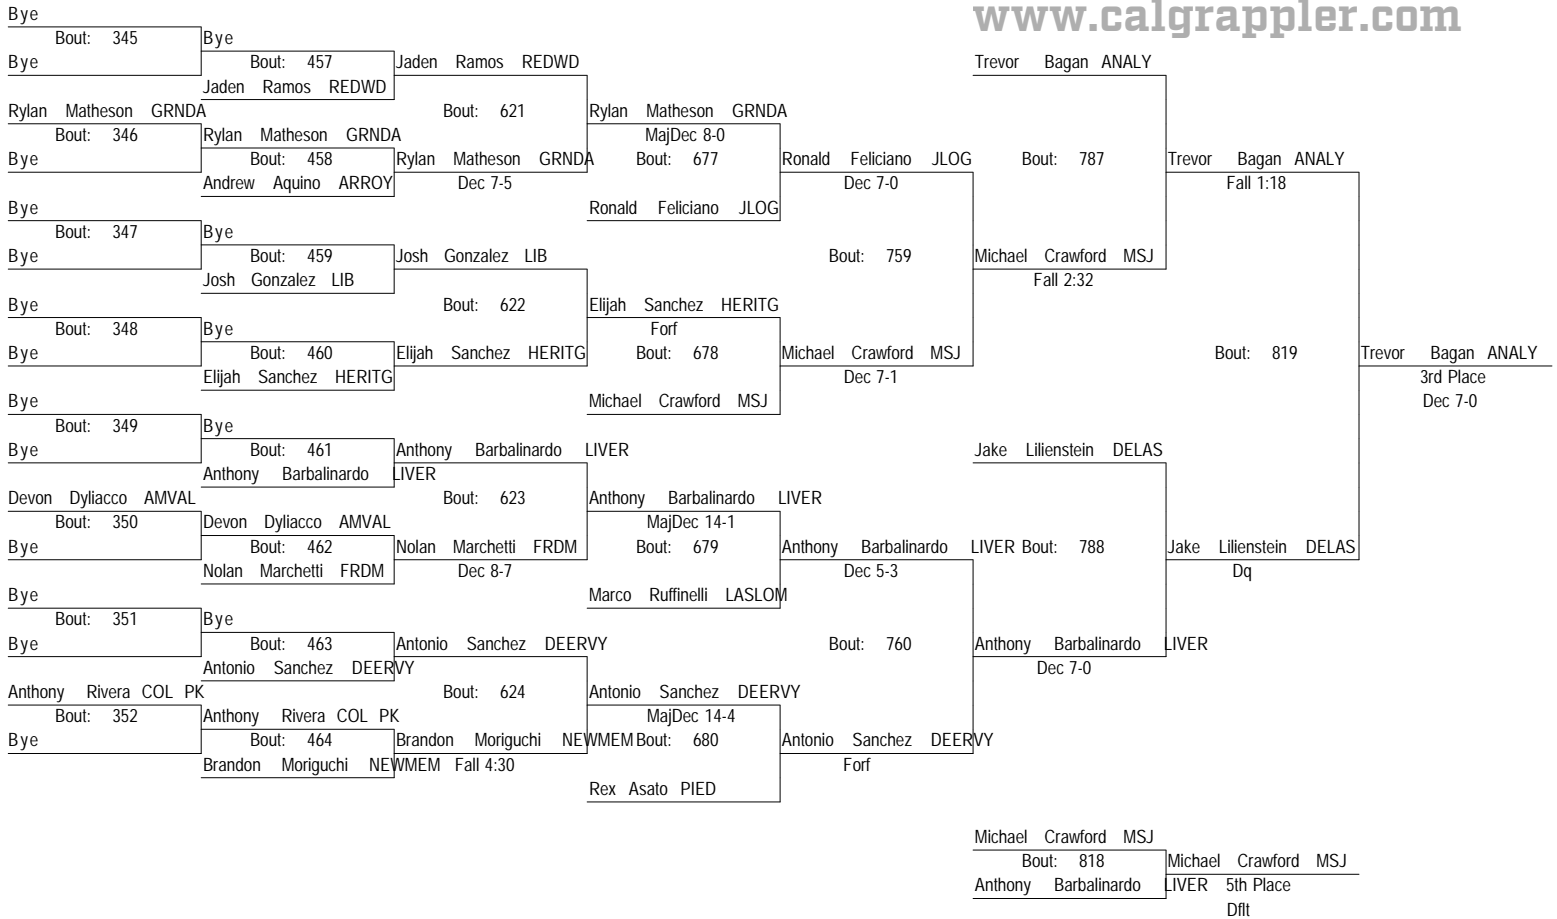 www.calgrappler.com
Bye
Bout: 345
Bye
Bye
Bout: 457
Jaden Ramos REDWD
Jaden Ramos REDWD
Trevor Bagan ANALY
Rylan Matheson GRNDA
Bout: 621
Rylan Matheson GRNDA
Bout: 346
Rylan Matheson GRNDA
MajDec 8-0
Bye
Bout: 458
Rylan Matheson GRNDA
Bout: 677
Ronald Feliciano JLOG
Bout: 787
Trevor Bagan ANALY
Andrew Aquino ARROY
Dec 7-5
Dec 7-0
Fall 1:18
Bye
Ronald Feliciano JLOG
Bout: 347
Bye
Bye
Bout: 459
Josh Gonzalez LIB
Bout: 759
Michael Crawford MSJ
Josh Gonzalez LIB
Fall 2:32
Bye
Bout: 622
Elijah Sanchez HERITG
Bout: 348
Bye
Forf
Bye
Bout: 460
Elijah Sanchez HERITG
Bout: 678
Michael Crawford MSJ
Bout: 819
Trevor Bagan ANALY
Elijah Sanchez HERITG
Dec 7-1
3rd Place
Bye
Michael Crawford MSJ
Dec 7-0
Bout: 349
Bye
Bye
Bout: 461
Anthony Barbalinardo LIVER
Jake Lilienstein DELAS
Anthony Barbalinardo LIVER
Devon Dyliacco AMVAL
Bout: 623
Anthony Barbalinardo LIVER
Bout: 350
Devon Dyliacco AMVAL
MajDec 14-1
Bye
Bout: 462
Nolan Marchetti FRDM
Bout: 679
Anthony Barbalinardo LIVER
Bout: 788
Jake Lilienstein DELAS
Nolan Marchetti FRDM
Dec 8-7
Dec 5-3
Dq
Bye
Marco Ruffinelli LASLOM
Bout: 351
Bye
Bye
Bout: 463
Antonio Sanchez DEERVY
Bout: 760
Anthony Barbalinardo LIVER
Antonio Sanchez DEERVY
Dec 7-0
Anthony Rivera COL PK
Bout: 624
Antonio Sanchez DEERVY
Bout: 352
Anthony Rivera COL PK
MajDec 14-4
Bye
Bout: 464
Brandon Moriguchi NEWMEM
Bout: 680
Antonio Sanchez DEERVY
Brandon Moriguchi NEWMEM
Fall 4:30
Forf
Rex Asato PIED
Michael Crawford MSJ
Bout: 818
Michael Crawford MSJ
Anthony Barbalinardo LIVER
5th Place
Dflt